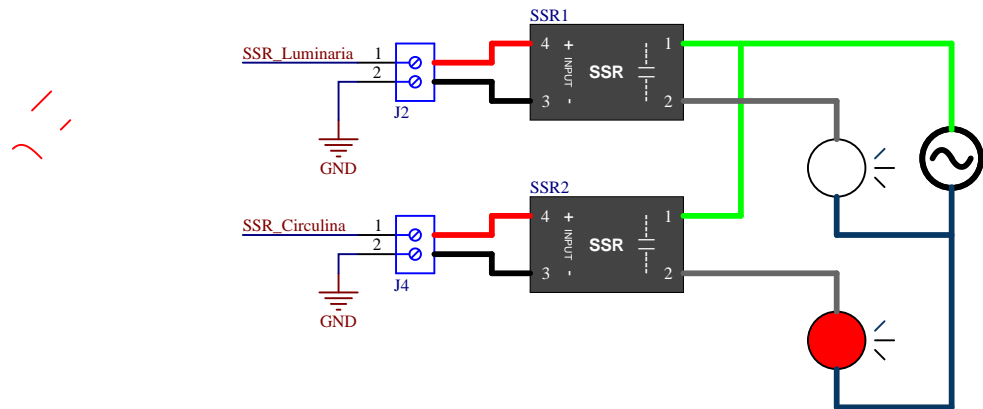 SSR1
SSR_Luminaria
1
2
J2
GND
4
+
INPUT
-
3
SSR
1
2
SSR2
SSR_Circulina
1
2
J4
GND
4
+
INPUT
-
3
SSR
1
2